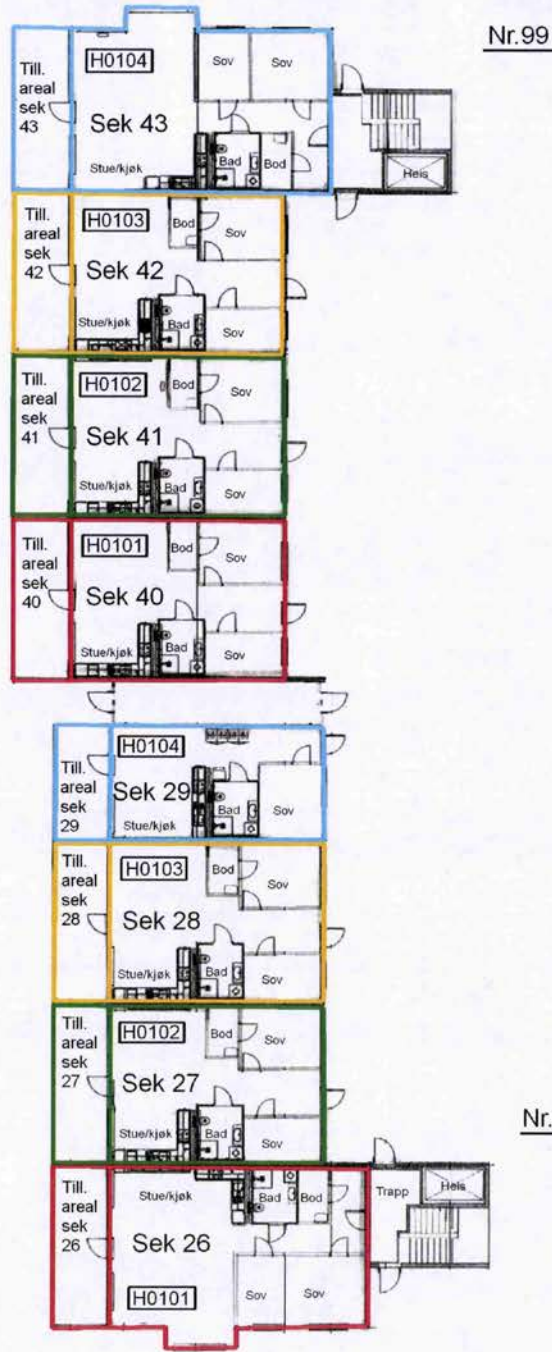 Nr.99
Till.
areal
sek
43
H0104
Sek 43
Stue/kjøk
Sov
Sov
Bad
Bod
Heis
Till.
areal
sek
42
H0103
Sek 42
Stue/kjøk
Bod
Sov
Bad
Sov
Till.
areal
sek
41
H0102
Sek 41
Stue/kjøk
Bod
Sov
Bad
Sov
Till.
areal
sek
40
H0101
Sek 40
Stue/kjøk
Bod
Sov
Bad
Sov
Till.
areal
sek
29
H0104
Sek 29
Stue/kjøk
Bad
Sov
Till.
areal
sek
28
H0103
Sek 28
Stue/kjøk
Bod
Sov
Bad
Sov
Till.
areal
sek
27
H0102
Sek 27
Stue/kjøk
Bod
Sov
Bad
Sov
Nr.
Till.
areal
sek
26
Stue/kjøk
Sek 26
H0101
Bad
Bod
Sov
Sov
Trapp
Heis